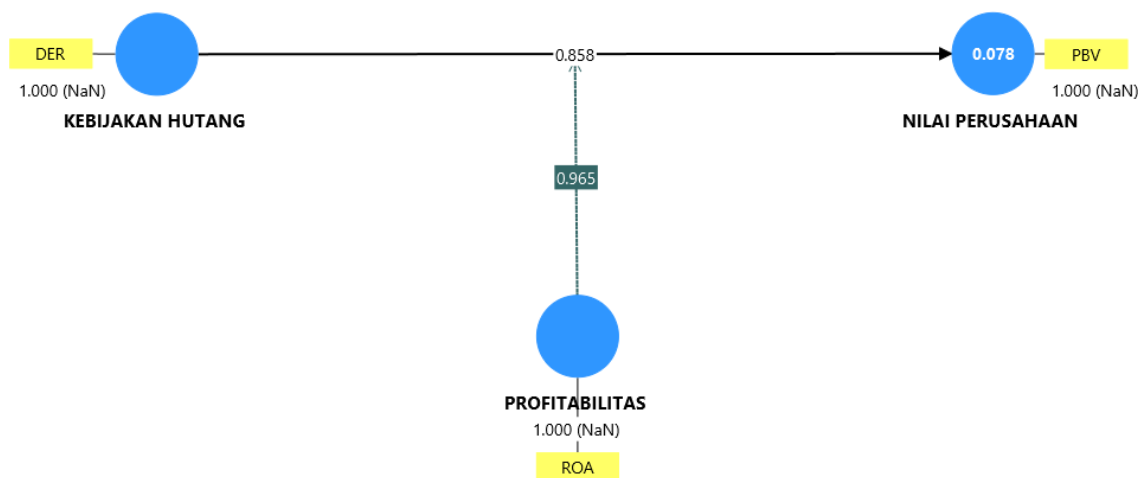 DER
0.858
0.078
PBV
1.000 (NaN)
1.000 (NaN)
KEBIJAKAN HUTANG
NILAI PERUSAHAAN
0.965
PROFITABILITAS
1.000 (NaN)
ROA